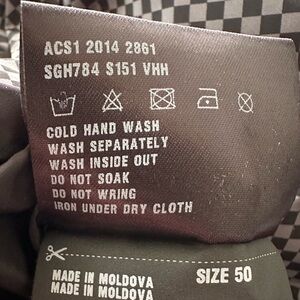 ACS1 2014 2861
SGH784 S151 VHH
COLD HAND WASH
WASH SEPARATELY
WASH INSIDE OUT
DO NOT SOAK
DO NOT WRING
IRON UNDER DRY CLOTH
MADE IN MOLDOVA
SIZE 50
MADE IN MOLDOVA